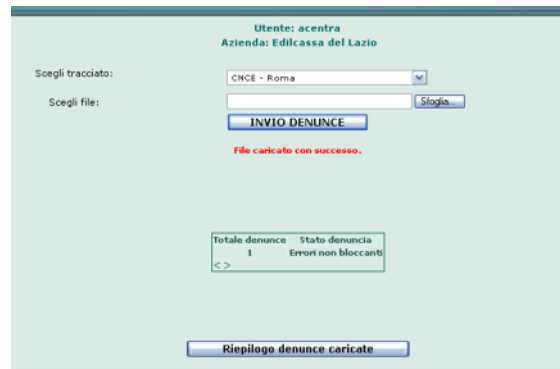 Utente: acentra
Azienda: Edilcassa del Lazio
Scegli tracciato:
CNCE - Roma
Scegli file:
Sfoglia...
INVIO DENUNCE
File caricato con successo.
Totale denunce Stato denuncia
1 Errori non bloccanti
< >
Riepilogo denunce caricate